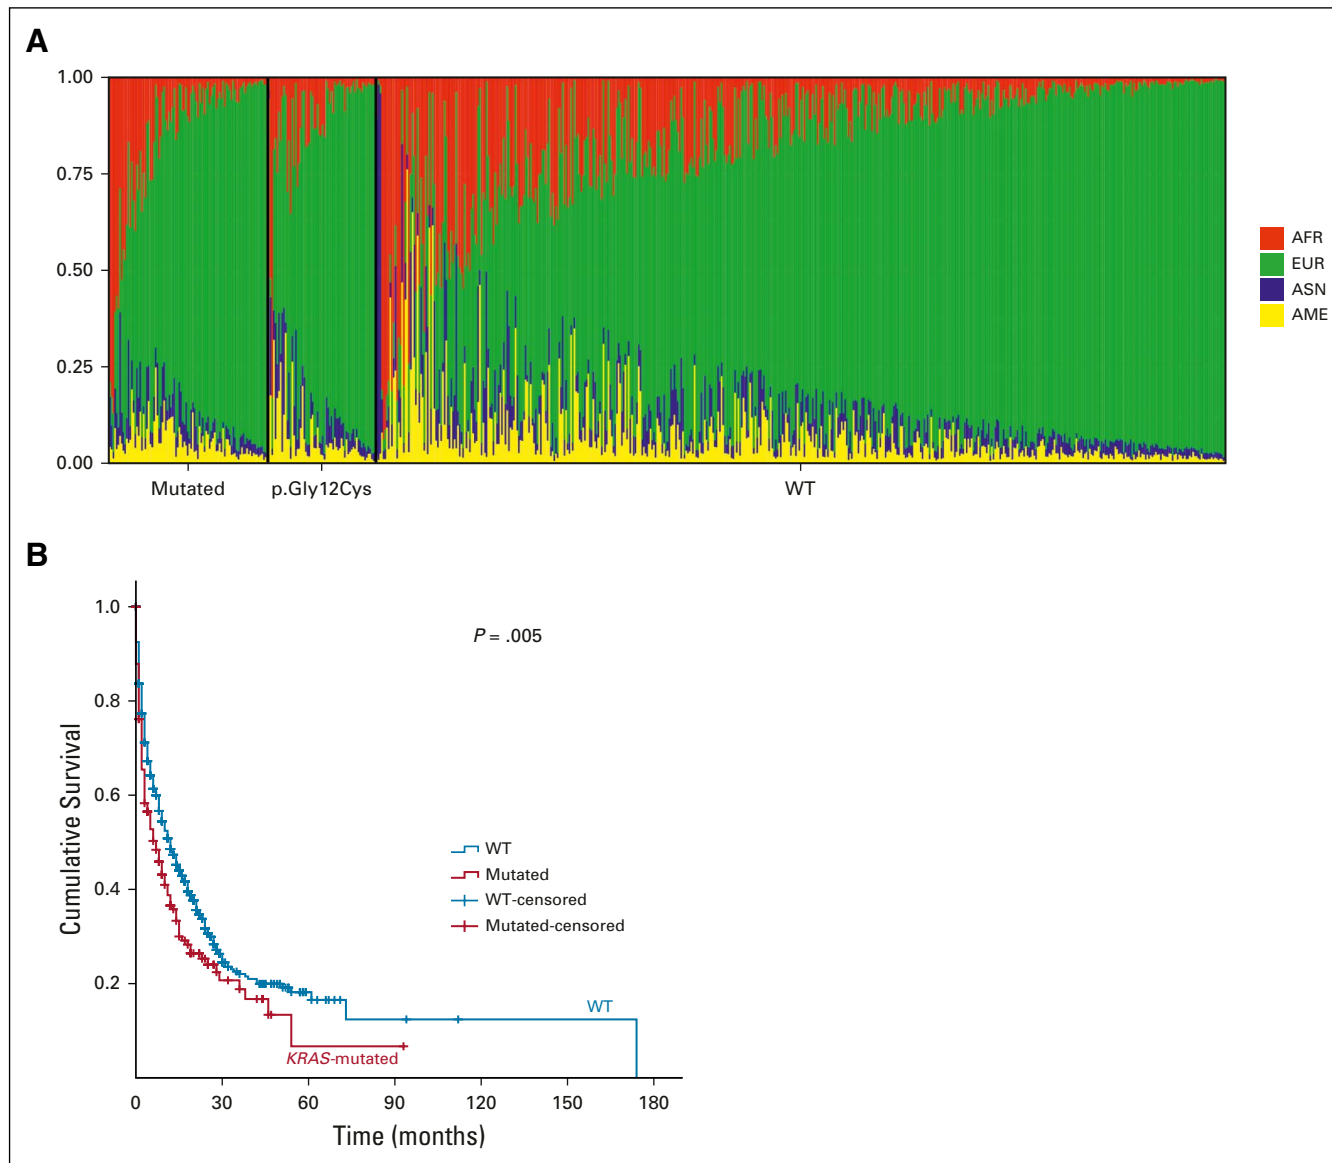 A
1.00
0.75
0.50
0.25
0.00
Mutated
p.Gly12Cys
WT
AFR
EUR
ASN
AME
B
1.0
0.8
0.6
0.4
0.2
Cumulative Survival
P = .005
WT
Mutated
WT-censored
Mutated-censored
WT
KRAS-mutated
0 30 60 90 120 150 180
Time (months)